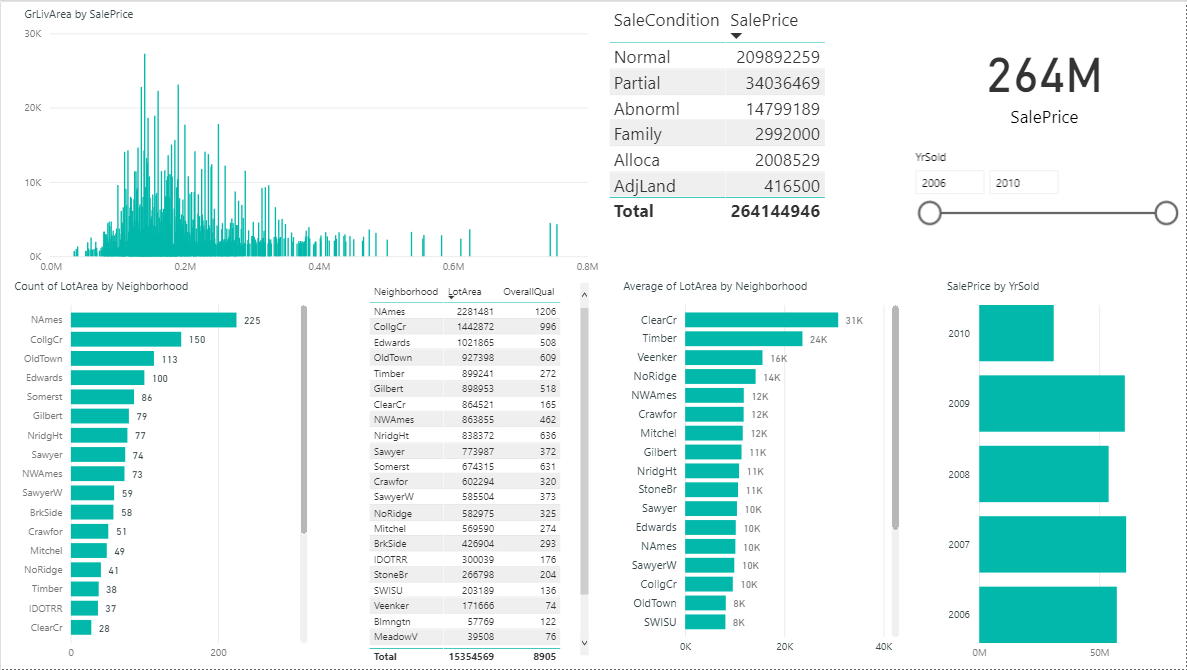 GrLivArea by SalePrice
30K
20K
10K
0K
0.0M 0.2M 0.4M 0.6M 0.8M
SaleCondition SalePrice
Normal 209892259
Partial 34036469
Abnorml 14799189
Family 2992000
Alloca 2008529
AdjLand 416500
Total 264144946
264M
SalePrice
YrSold
2006 2010
Count of LotArea by Neighborhood
NAmes 225
CollgCr 150
OldTown 113
Edwards 100
Somerst 86
Gilbert 79
NridgHt 77
Sawyer 74
NWAmes 73
SawyerW 59
BrkSide 58
Crawfor 51
Mitchel 49
NoRidge 41
Timber 38
IDOTRR 37
ClearCr 28
0 200
Neighborhood LotArea OverallQual
NAmes 2281481 1206
CollgCr 1442872 996
Edwards 1021865 508
OldTown 927398 609
Timber 899241 272
Gilbert 898953 518
ClearCr 864521 165
NWAmes 863855 462
NridgHt 838372 636
Sawyer 773987 372
Somerst 674315 631
Crawfor 602294 320
SawyerW 585504 373
NoRidge 582975 325
Mitchel 569590 274
BrkSide 426904 293
IDOTRR 300039 176
StoneBr 266798 204
SWISU 203189 136
Veenker 171666 74
Blmngtn 57769 122
MeadowV 39508 76
Total 15354569 8905
Average of LotArea by Neighborhood
ClearCr 31K
Timber 24K
Veenker 16K
NoRidge 14K
NWAmes 12K
Crawfor 12K
Mitchel 12K
Gilbert 11K
NridgHt 11K
StoneBr 11K
Sawyer 10K
Edwards 10K
NAmes 10K
SawyerW 10K
CollgCr 10K
OldTown 8K
SWISU 8K
0K 20K 40K
SalePrice by YrSold
2010
2009
2008
2007
2006
0M 50M